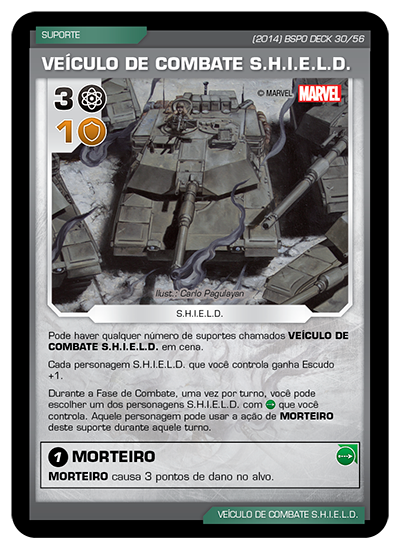 SUPORTE
(2014) BSPO DECK 30/56
VEÍCULO DE COMBATE S.H.I.E.L.D.
3
© MARVEL MARVEL
1
Ilust.: Carlo Pagulayan
S.H.I.E.L.D.
Pode haver qualquer número de suportes chamados VEÍCULO DE
COMBATE S.H.I.E.L.D. em cena.
Cada personagem S.H.I.E.L.D. que você controla ganha Escudo
+1.
Durante a Fase de Combate, uma vez por turno, você pode
escolher um dos personagens S.H.I.E.L.D. com que você
controla. Aquele personagem pode usar a ação de MORTEIRO
deste suporte durante aquele turno.
1 MORTEIRO
MORTEIRO causa 3 pontos de dano no alvo.
VEÍCULO DE COMBATE S.H.I.E.L.D.